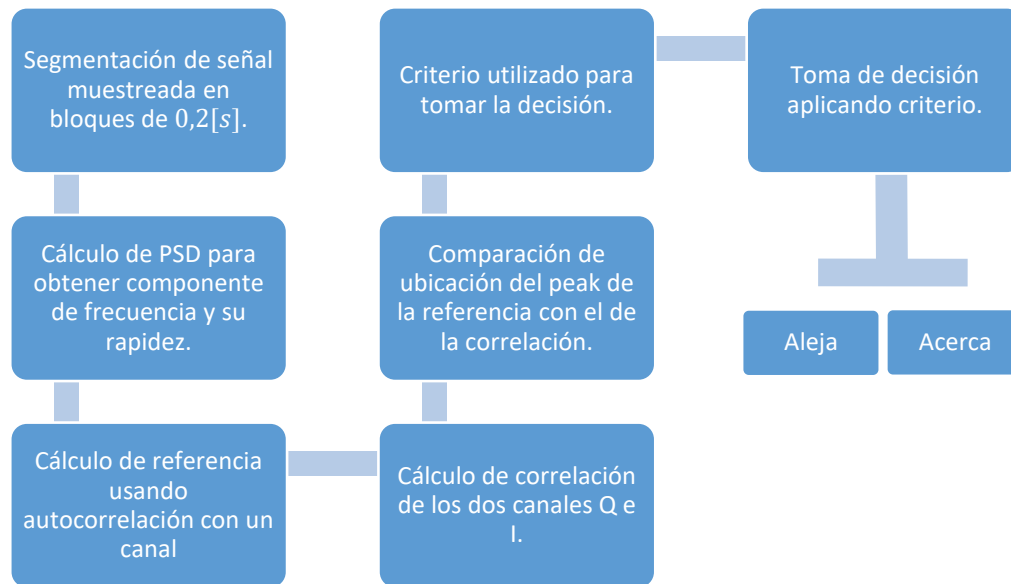 Segmentación de señal
muestreada en
bloques de 0,2[s].
Cálculo de PSD para
obtener componente
de frecuencia y su
rapidez.
Cálculo de referencia
usando
autocorrelación con un
canal
Cálculo de correlación
de los dos canales Q e
I.
Comparación de
ubicación del peak de
la referencia con el de
la correlación.
Criterio utilizado para
tomar la decisión.
Toma de decisión
aplicando criterio.
Aleja
Acerca